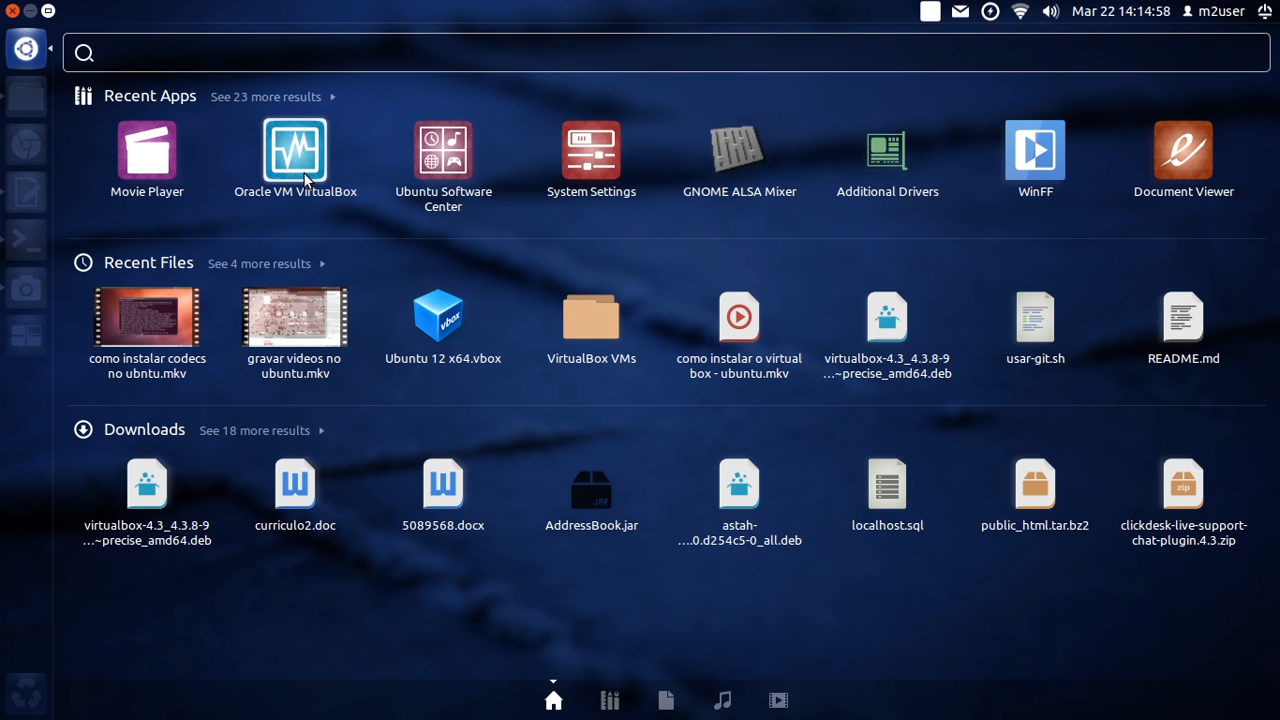 Mar 22 14:14:58 m2user
Recent Apps See 23 more results
Movie Player
Oracle VM VirtualBox
Ubuntu Software
Center
System Settings
GNOME ALSA Mixer
Additional Drivers
WinFF
Document Viewer
Recent Files See 4 more results
como instalar codecs
no ubntu.mkv
gravar videos no
ubuntu.mkv
vbox
Ubuntu 12 x64.vbox
VirtualBox VMs
como instalar o virtual
box - ubuntu.mkv
virtualbox-4.3_4.3.8-9
...~precise_amd64.deb
usar-git.sh
README.md
Downloads See 18 more results
virtualbox-4.3_4.3.8-9
...~precise_amd64.deb
W
curriculo2.doc
W
5089568.docx
JAR
AddressBook.jar
astah-
....0.d254c5-0_all.deb
localhost.sql
public_html.tar.bz2
zip
clickdesk-live-support-
chat-plugin.4.3.zip